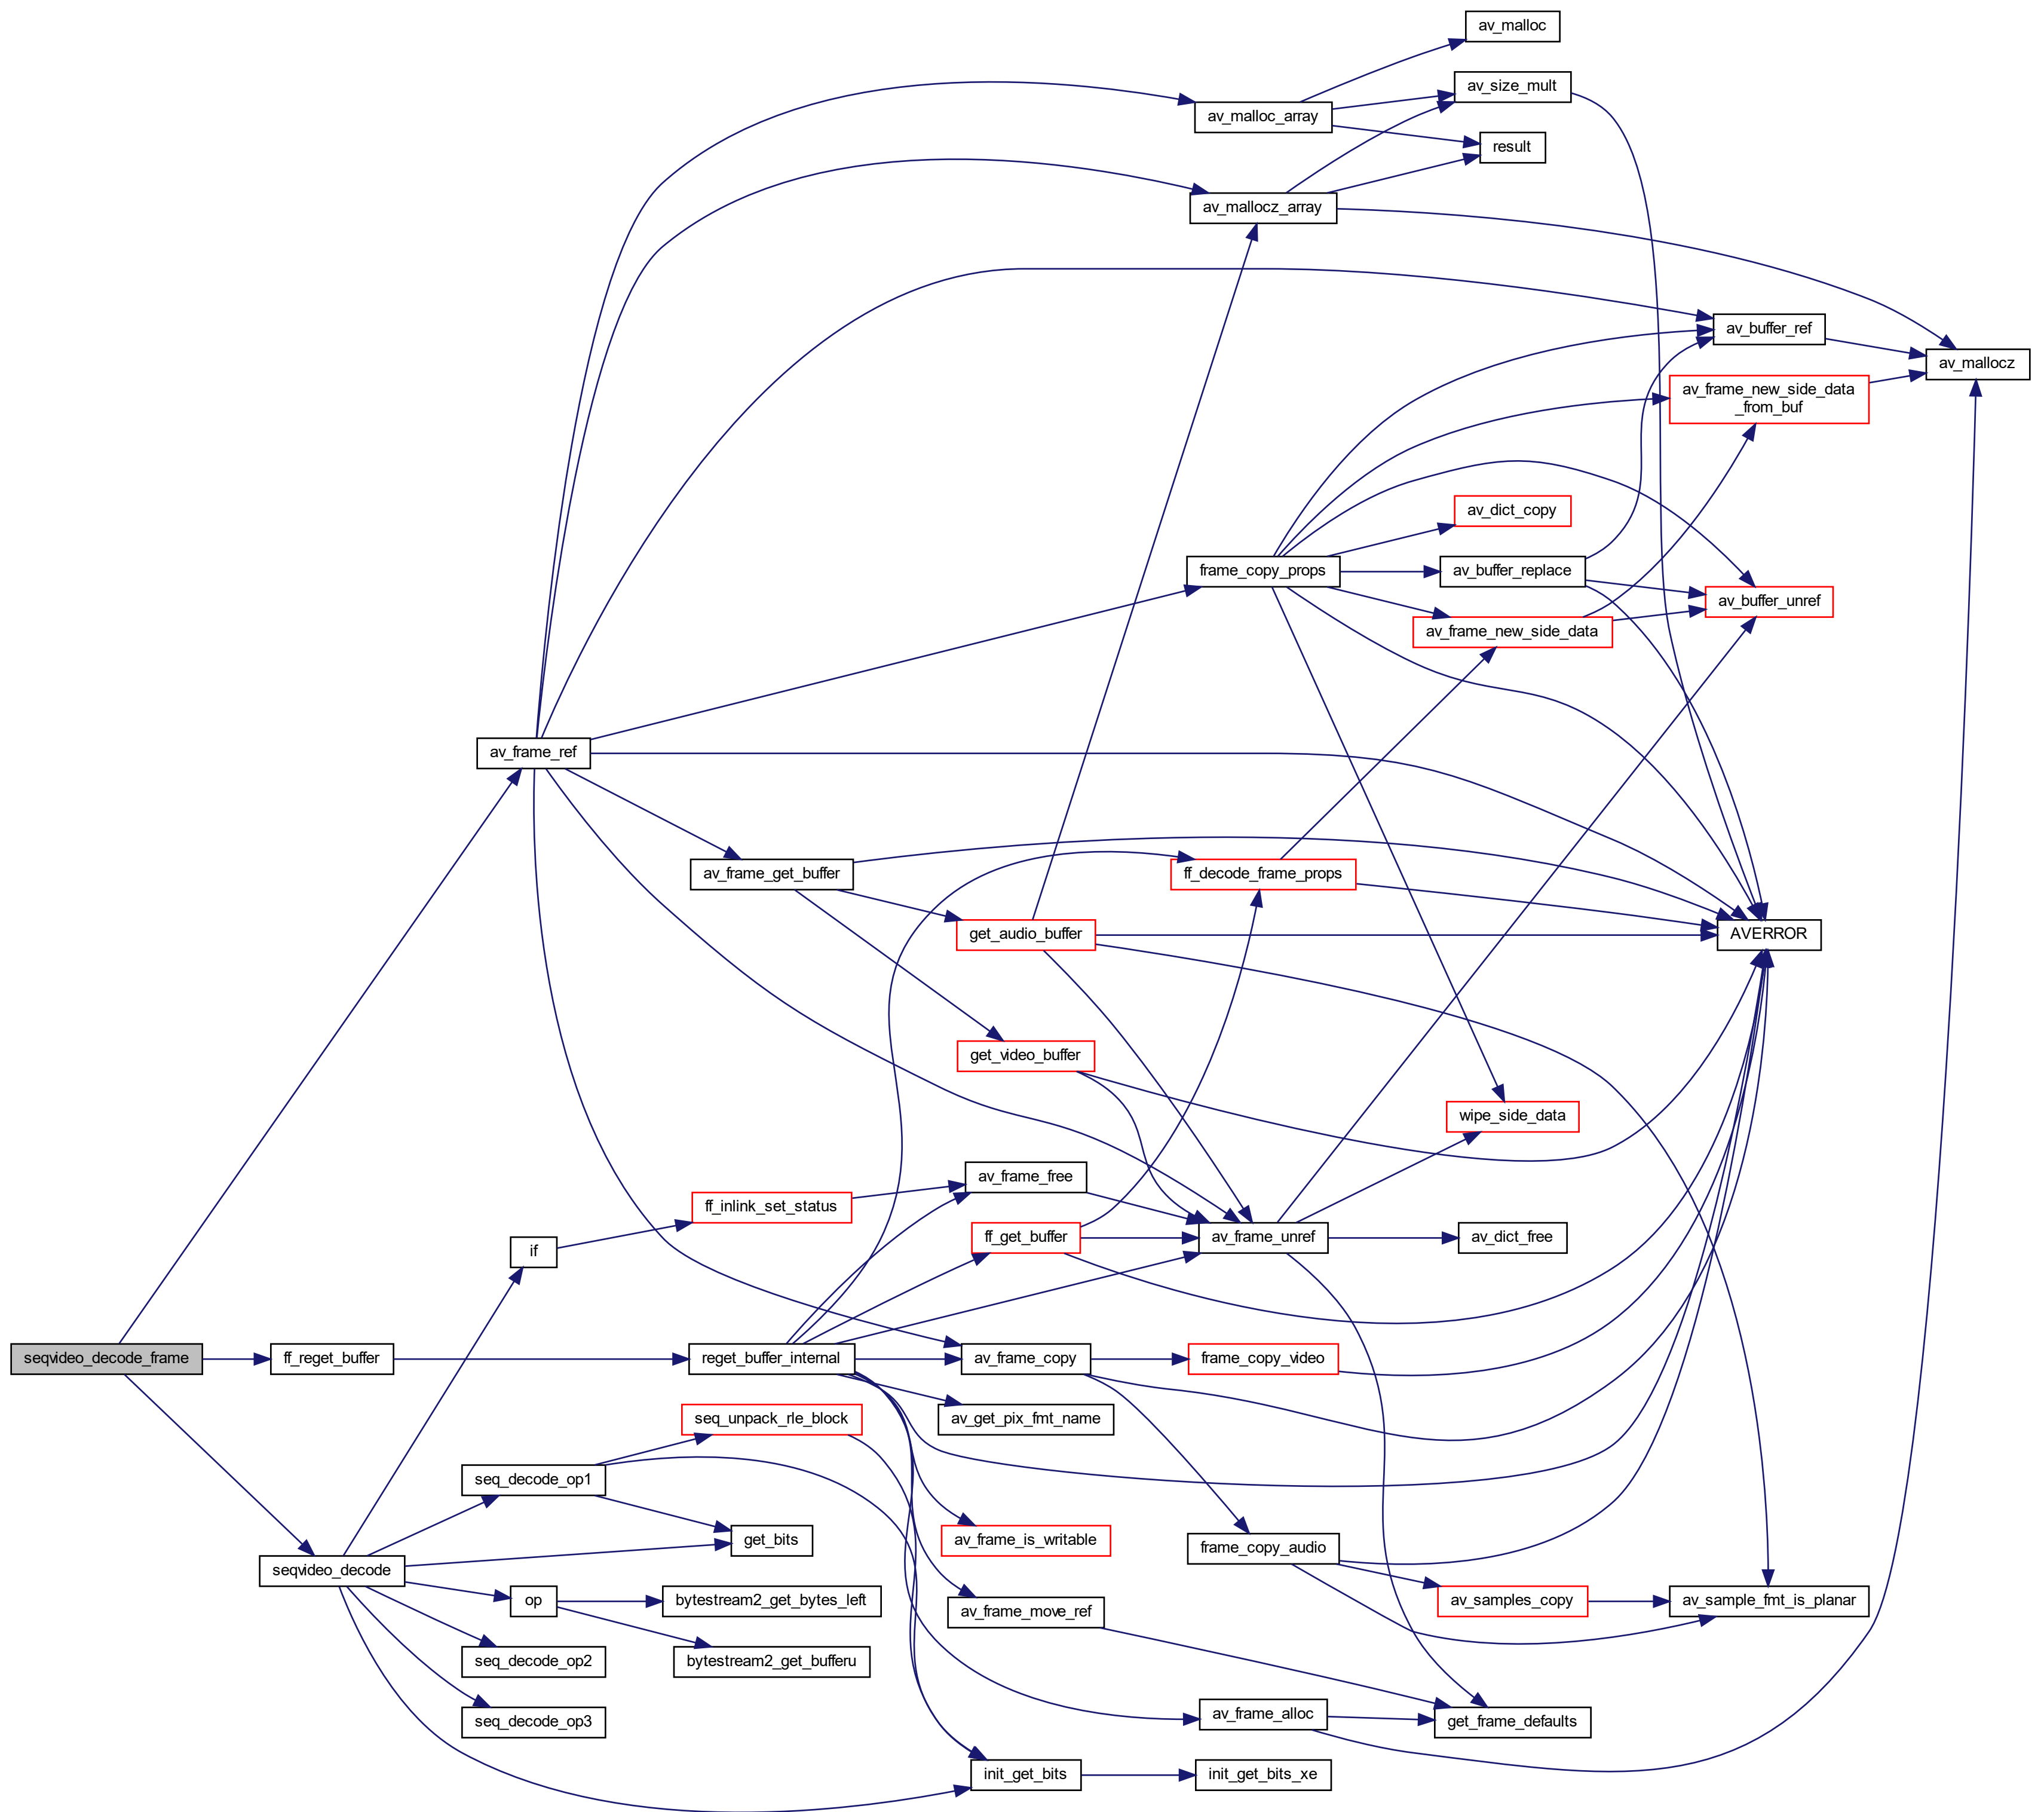 av_malloc
av_size_mult
av_malloc_array
result
av_mallocz_array
av_buffer_ref
av_mallocz
av_frame_new_side_data
_from_buf
av_dict_copy
frame_copy_props
av_buffer_replace
av_buffer_unref
av_frame_new_side_data
av_frame_ref
av_frame_get_buffer
ff_decode_frame_props
get_audio_buffer
AVERROR
get_video_buffer
wipe_side_data
av_frame_free
ff_inlink_set_status
if
ff_get_buffer
av_frame_unref
av_dict_free
seqvideo_decode_frame
ff_reget_buffer
reget_buffer_internal
av_frame_copy
frame_copy_video
seq_unpack_rle_block
av_get_pix_fmt_name
seq_decode_op1
get_bits
av_frame_is_writable
frame_copy_audio
seqvideo_decode
op
bytestream2_get_bytes_left
av_frame_move_ref
av_samples_copy
av_sample_fmt_is_planar
seq_decode_op2
bytestream2_get_bufferu
seq_decode_op3
av_frame_alloc
get_frame_defaults
init_get_bits
init_get_bits_xe